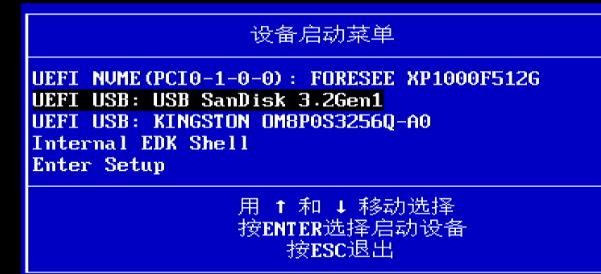 设备启动菜单
UEFI NVME(PCI0-1-0-0): FORESEE XP1000F512G
UEFI USB: USB SanDisk 3.2Gen1
UEFI USB: KINGSTON OM8P0S3256Q-A0
Internal EDK Shell
Enter Setup
用 ↑ 和 ↓ 移动选择
按ENTER选择启动设备
按ESC退出